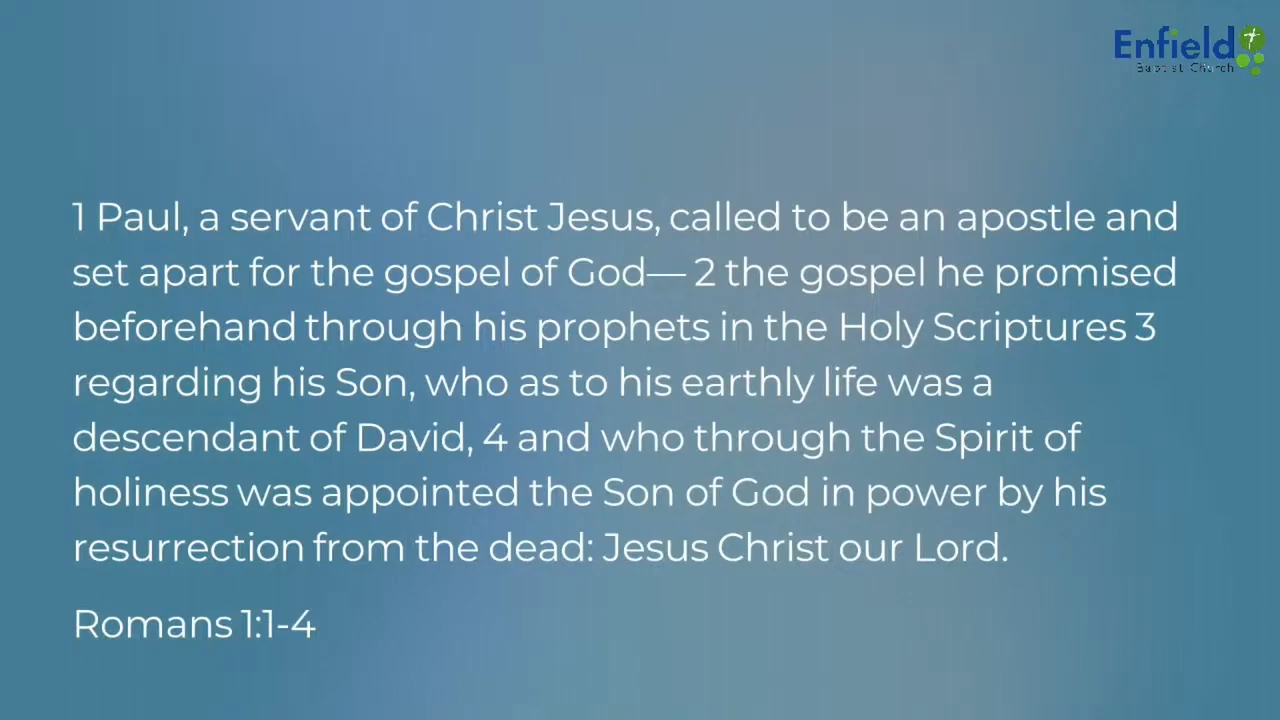 Enfield
Baptist Church
1 Paul, a servant of Christ Jesus, called to be an apostle and
set apart for the gospel of God— 2 the gospel he promised
beforehand through his prophets in the Holy Scriptures 3
regarding his Son, who as to his earthly life was a
descendant of David, 4 and who through the Spirit of
holiness was appointed the Son of God in power by his
resurrection from the dead: Jesus Christ our Lord.
Romans 1:1-4